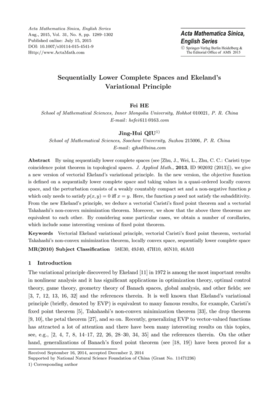 Acta Mathematica Sinica, English Series
Aug., 2015, Vol. 31, No. 8, pp. 1289–1302
Published online: July 15, 2015
DOI: 10.1007/s10114-015-4541-9
Http://www.ActaMath.com
Acta Mathematica Sinica,
English Series
© Springer-Verlag Berlin Heidelberg &
The Editorial Office of AMS 2015
Sequentially Lower Complete Spaces and Ekeland's
Variational Principle
Fei HE
School of Mathematical Sciences, Inner Mongolia University, Hohhot 010021, P. R. China
E-mail: hefei611@163.com
Jing-Hui QIU1)
School of Mathematical Sciences, Soochow University, Suzhou 215006, P. R. China
E-mail: qjhsd@sina.com
Abstract By using sequentially lower complete spaces (see [Zhu, J., Wei, L., Zhu, C. C.: Caristi type
coincidence point theorem in topological spaces. J. Applied Math., 2013, ID 902692 (2013)]), we give
a new version of vectorial Ekeland's variational principle. In the new version, the objective function
is defined on a sequentially lower complete space and taking values in a quasi-ordered locally convex
space, and the perturbation consists of a weakly countably compact set and a non-negative function p
which only needs to satisfy p(x, y) = 0 iff x = y. Here, the function p need not satisfy the subadditivity.
From the new Ekeland's principle, we deduce a vectorial Caristi's fixed point theorem and a vectorial
Takahashi's non-convex minimization theorem. Moreover, we show that the above three theorems are
equivalent to each other. By considering some particular cases, we obtain a number of corollaries,
which include some interesting versions of fixed point theorem.
Keywords Vectorial Ekeland variational principle, vectorial Caristi's fixed point theorem, vectorial
Takahashi's non-convex minimization theorem, locally convex space, sequentially lower complete space
MR(2010) Subject Classification 58E30, 49J40, 47H10, 46N10, 46A03
1 Introduction
The variational principle discovered by Ekeland [11] in 1972 is among the most important results
in nonlinear analysis and it has significant applications in optimization theory, optimal control
theory, game theory, geometry theory of Banach spaces, global analysis, and other fields; see
[3, 7, 12, 13, 16, 32] and the references therein. It is well known that Ekeland's variational
principle (briefly, denoted by EVP) is equivalent to many famous results, for example, Caristi's
fixed point theorem [5], Takahashi's non-convex minimization theorem [33], the drop theorem
[9, 10], the petal theorem [27], and so on. Recently, generalizing EVP to vector-valued functions
has attracted a lot of attention and there have been many interesting results on this topics,
see, e.g., [2, 4, 7, 8, 14–17, 22, 26, 28–30, 34, 35] and the references therein. On the other
hand, generalizations of Banach's fixed point theorem (see [18, 19]) have been proved for a
Received September 16, 2014, accepted December 2, 2014
Supported by National Natural Science Foundation of China (Grant No. 11471236)
1) Corresponding author